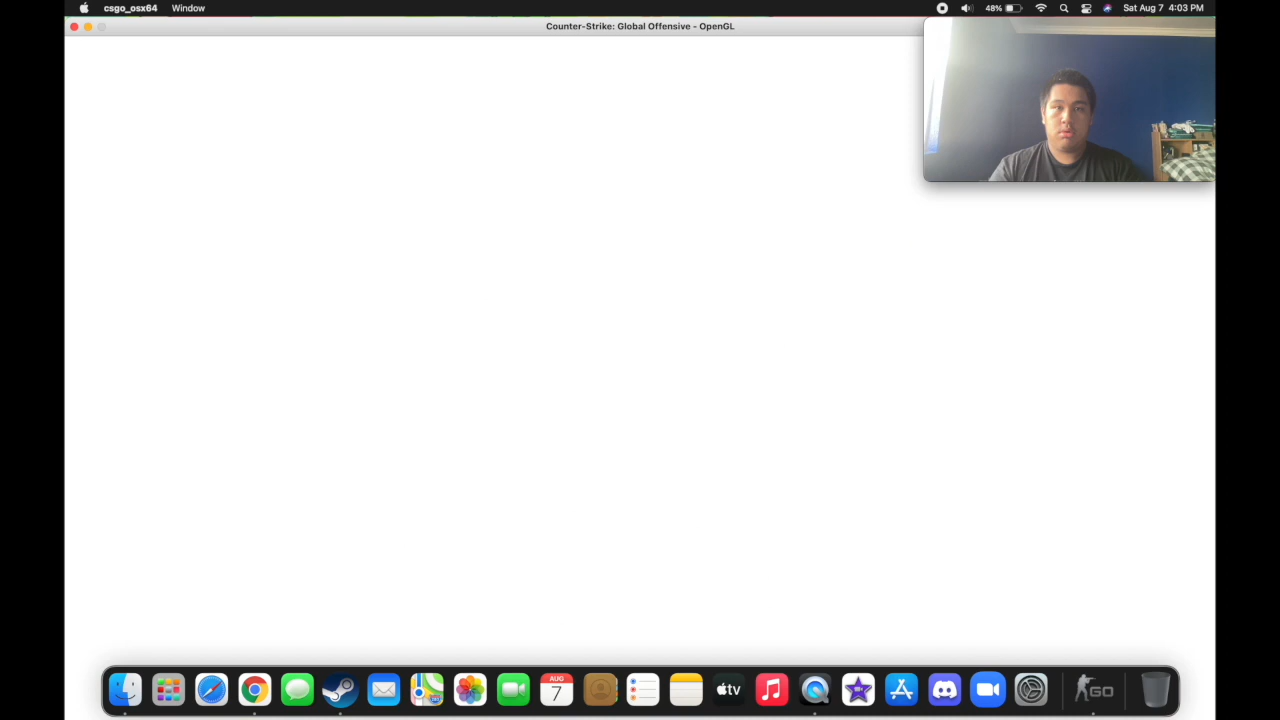 csgo_osx64 Window 48% Sat Aug 7 4:03 PM
Counter-Strike: Global Offensive - OpenGL
AUG
7
tv
GO